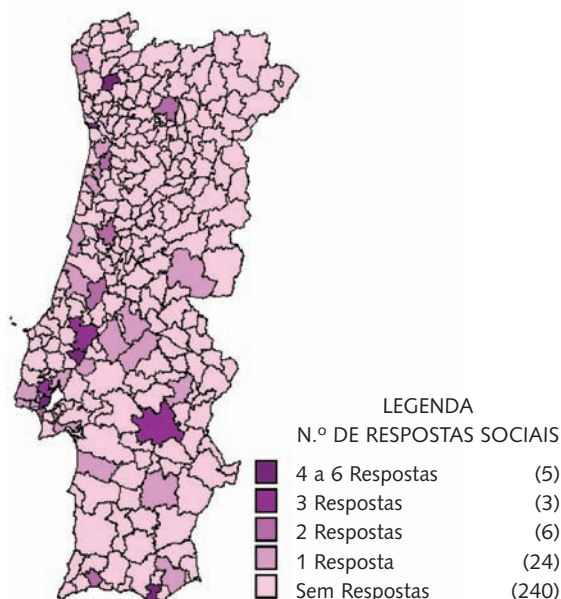 LEGENDA
N.º DE RESPOSTAS SOCIAIS
4 a 6 Respostas (5)
3 Respostas (3)
2 Respostas (6)
1 Resposta (24)
Sem Respostas (240)